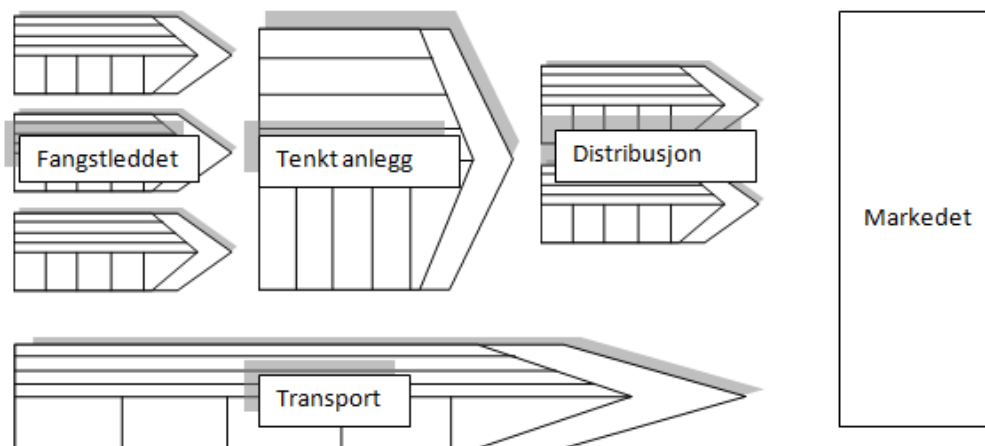 Fangstleddet
Tenkt anlegg
Distribusjon
Markedet
Transport